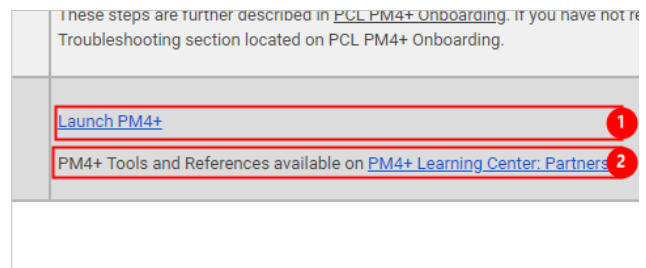 These steps are further described in PCL PM4+ Onboarding. If you have not re
Troubleshooting section located on PCL PM4+ Onboarding.
Launch PM4+
1
PM4+ Tools and References available on PM4+ Learning Center: Partners
2